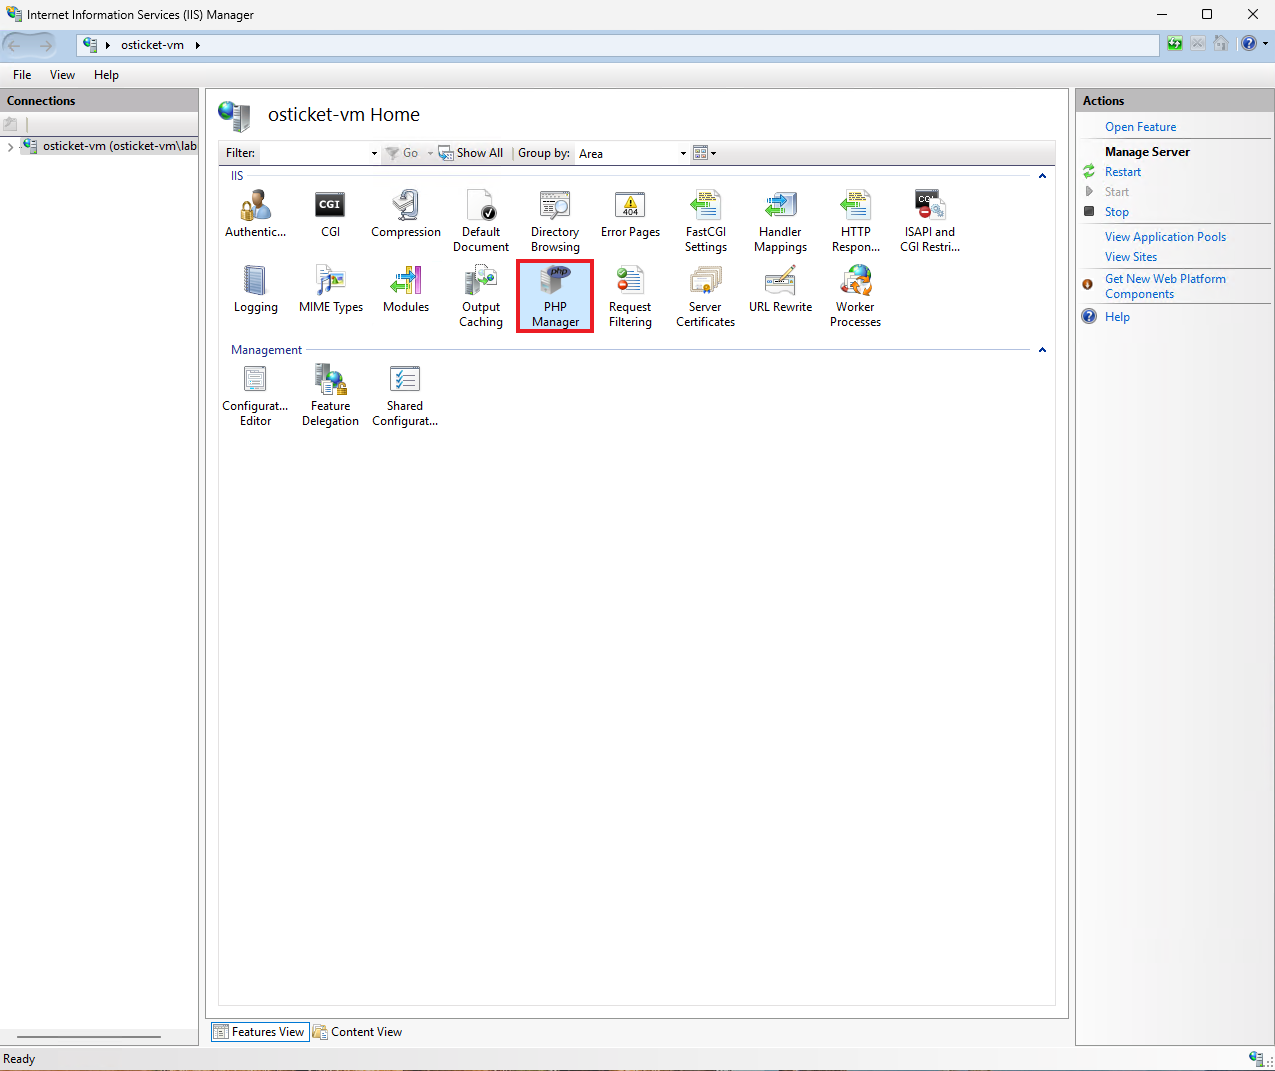 Internet Information Services (IIS) Manager
osticket-vm
File View Help
Connections
osticket-vm (osticket-vm\lab
osticket-vm Home
Filter: Go Show All Group by: Area
IIS
Authentic... CGI Compression Default Document Directory Browsing Error Pages FastCGI Settings Handler Mappings HTTP Respon... ISAPI and CGI Restri...
Logging MIME Types Modules Output Caching PHP Manager Request Filtering Server Certificates URL Rewrite Worker Processes
Management
Configurat... Editor Feature Delegation Shared Configurat...
Features View Content View
Actions
Open Feature
Manage Server
Restart
Start
Stop
View Application Pools
View Sites
Get New Web Platform
Components
Help
Ready